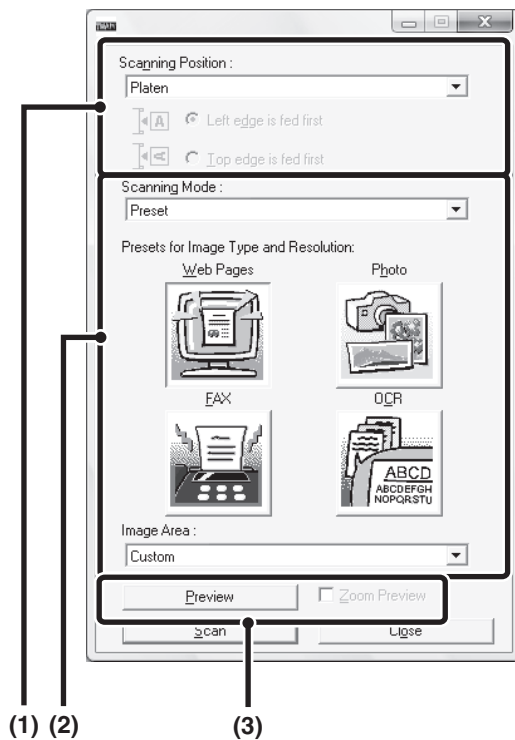 TWAIN
Scanning Position :
Platen
Left edge is fed first
Top edge is fed first
Scanning Mode :
Preset
Presets for Image Type and Resolution:
Web Pages Photo
FAX OCR
ABCD
ABCDEFGH
NOPQRSTU
Image Area :
Custom
Preview Zoom Preview
Scan Close
(1) (2) (3)